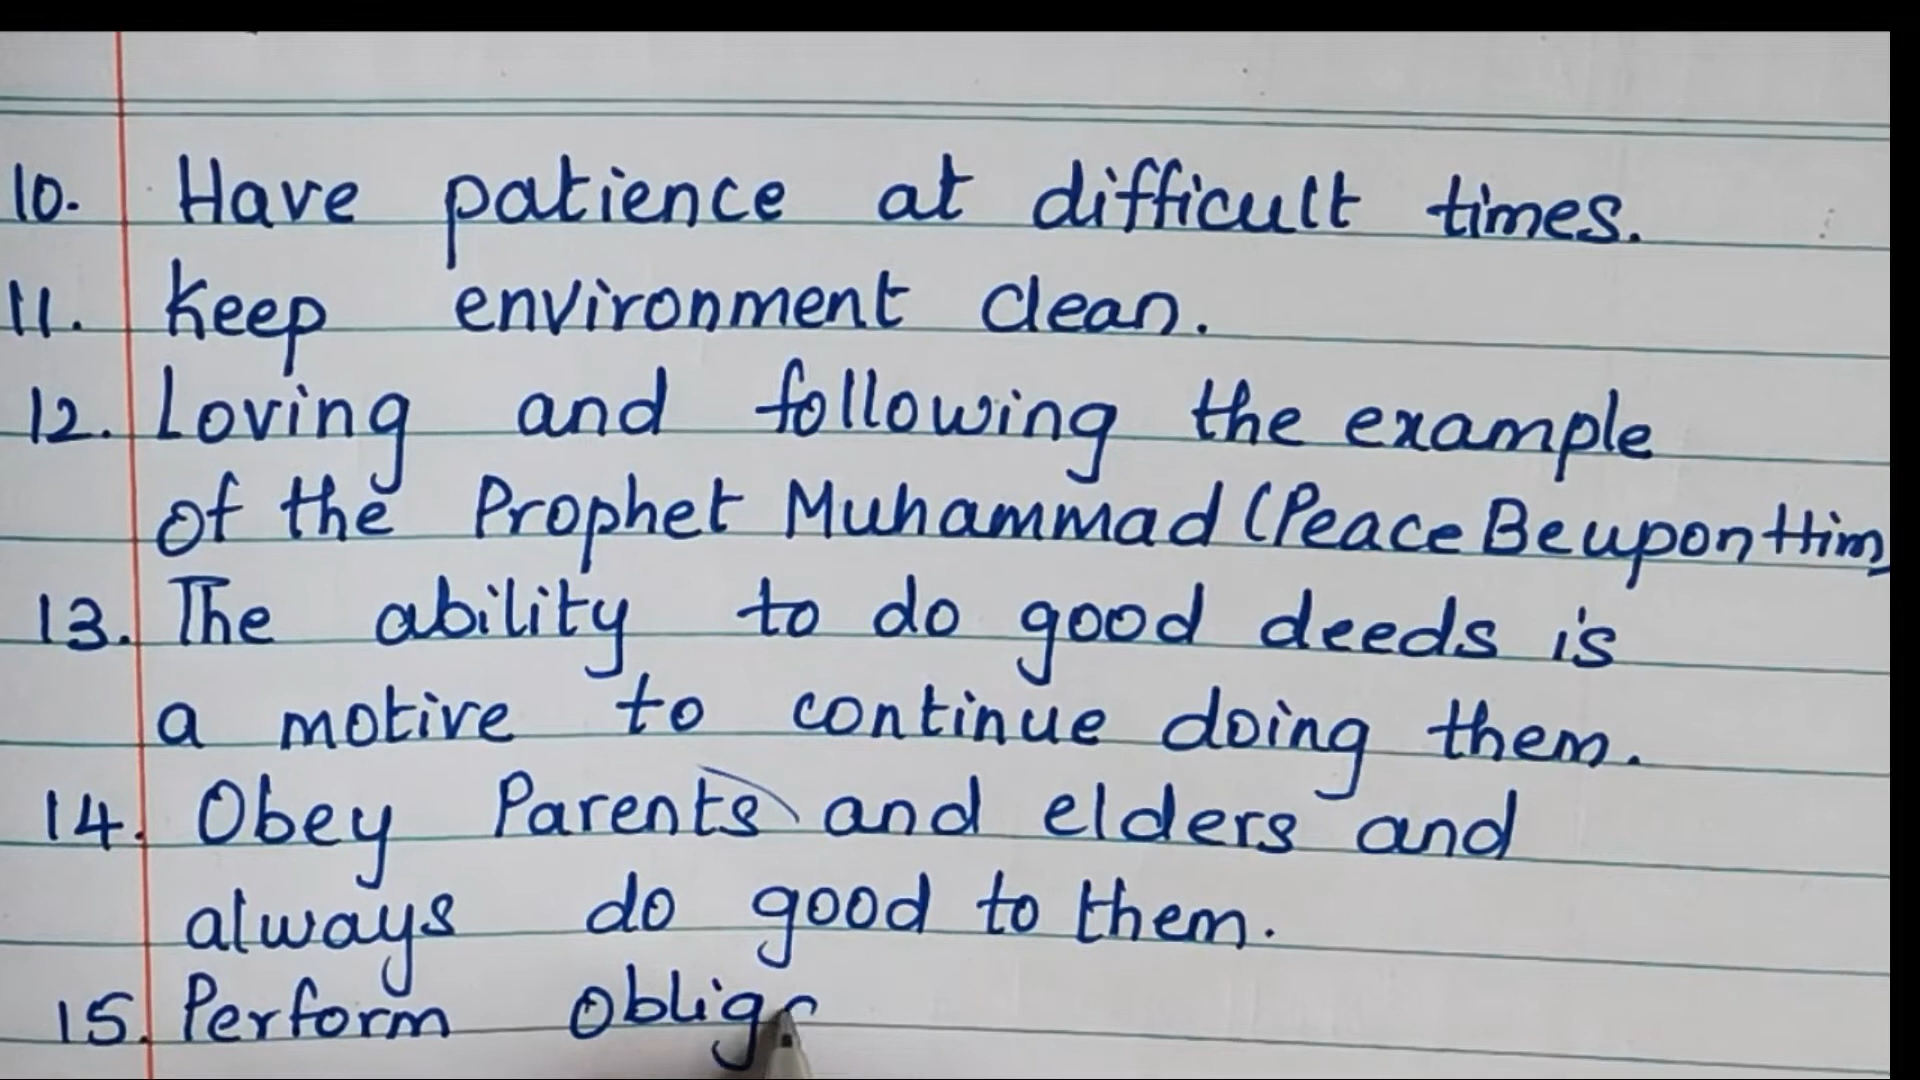 10. Have patience at difficult times.
11. Keep environment clean.
12. Loving and following the example
of the Prophet Muhammad (Peace Be upon Him)
13. The ability to do good deeds is
a motive to continue doing them.
14. Obey Parents and elders and
always do good to them.
15. Perform